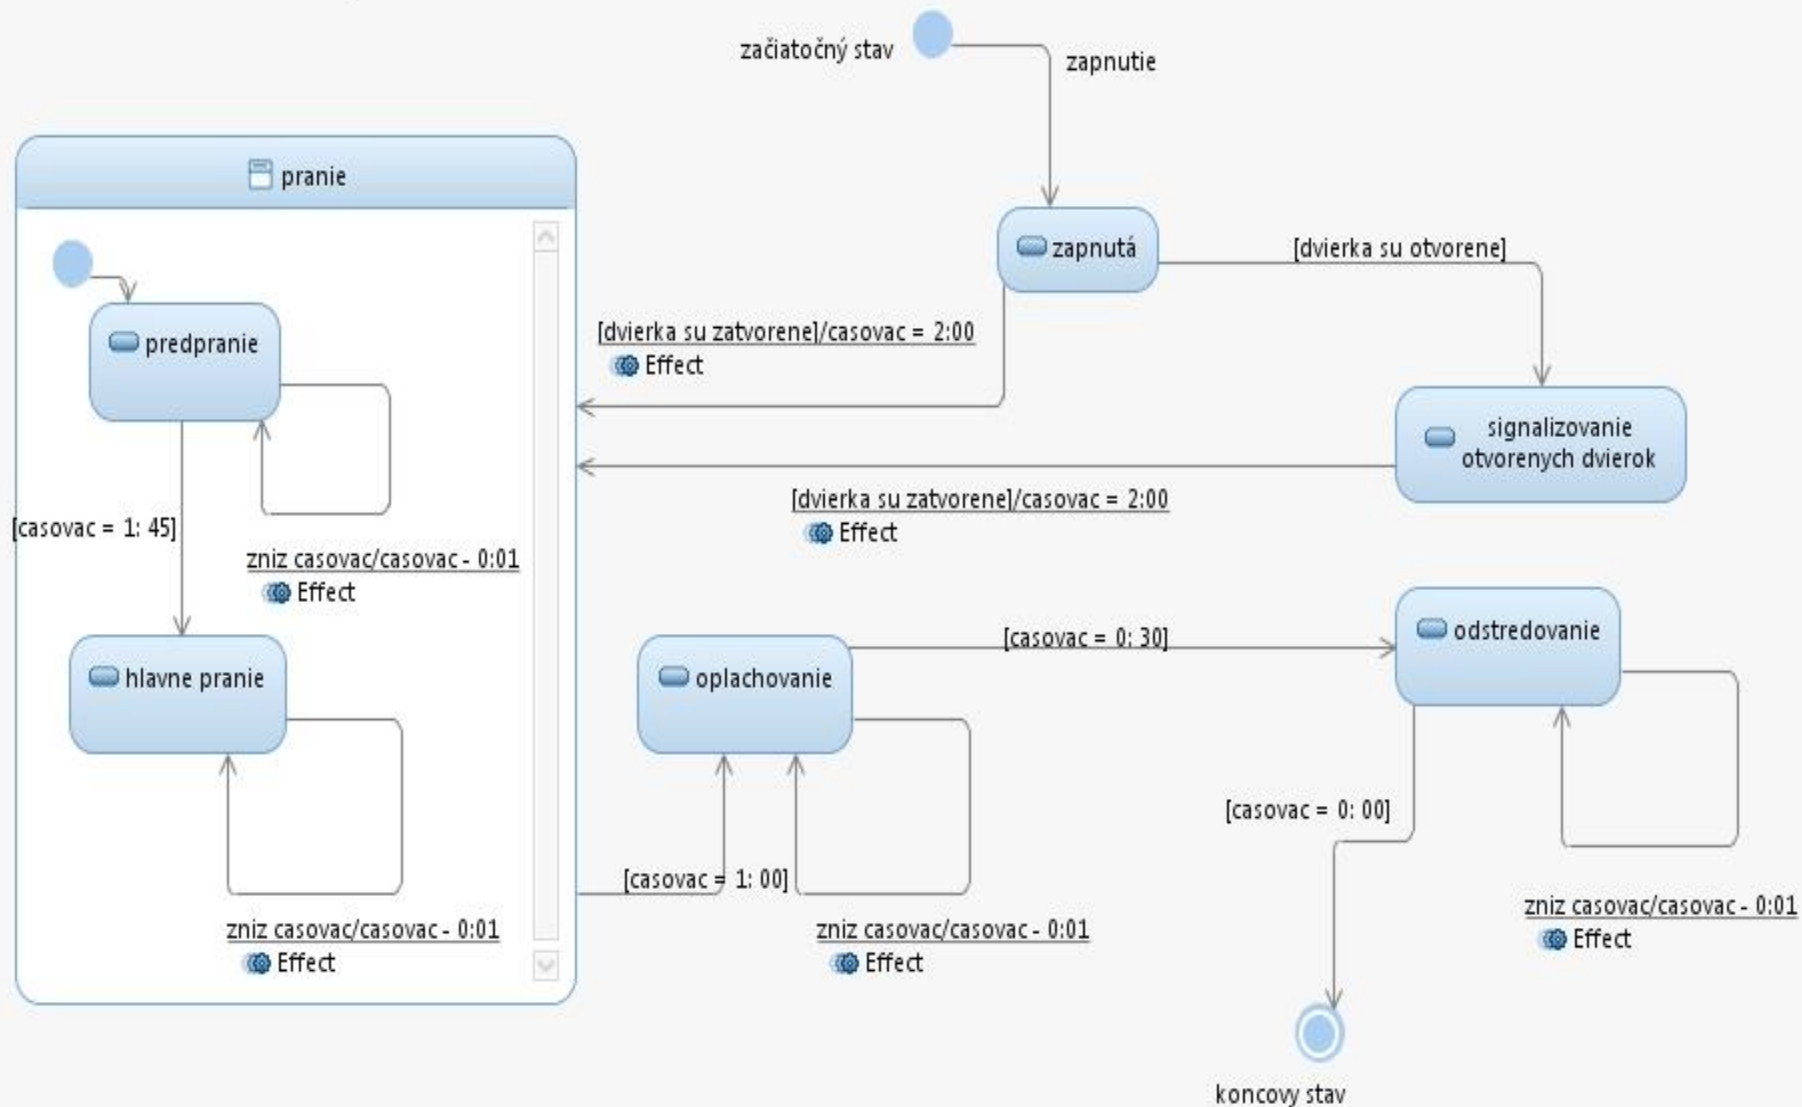 začiatočný stav
zapnutie
pranie
zapnutá
[dvierka su otvorene]
[dvierka su zatvorene]/casovac = 2:00
Effect
predpranie
signalizovanie
otvorenych dvierok
[dvierka su zatvorene]/casovac = 2:00
Effect
[casovac = 1: 45]
zniz casovac/casovac - 0:01
Effect
hlavne pranie
oplachovanie
[casovac = 0: 30]
odstredovanie
[casovac = 1: 00]
[casovac = 0: 00]
zniz casovac/casovac - 0:01
Effect
zniz casovac/casovac - 0:01
Effect
zniz casovac/casovac - 0:01
Effect
koncovy stav